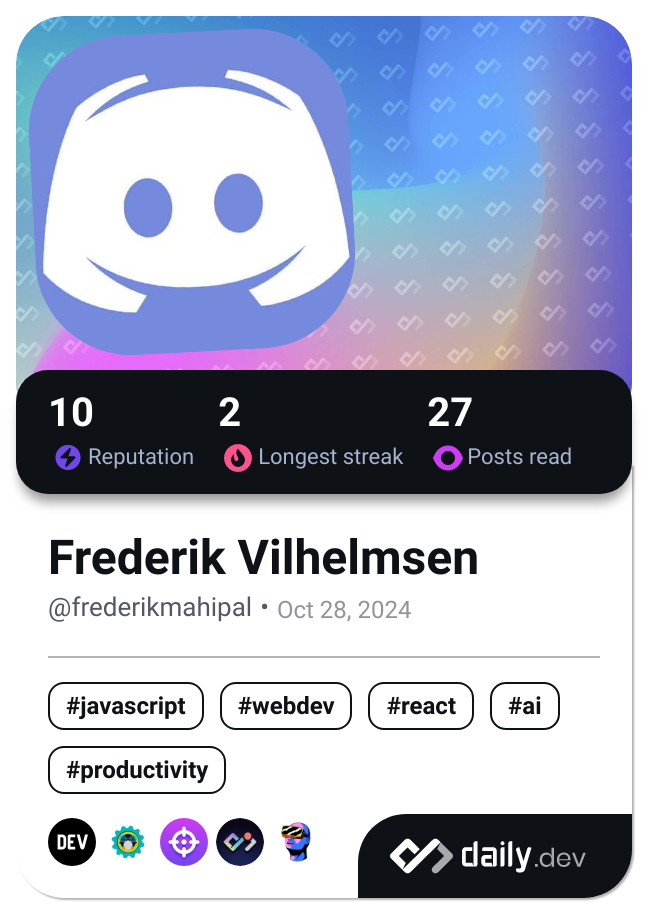 10 2 27
Reputation Longest streak Posts read
Frederik Vilhelmsen
@frederikmahipal • Oct 28, 2024
#javascript #webdev #react #ai
#productivity
DEV daily.dev